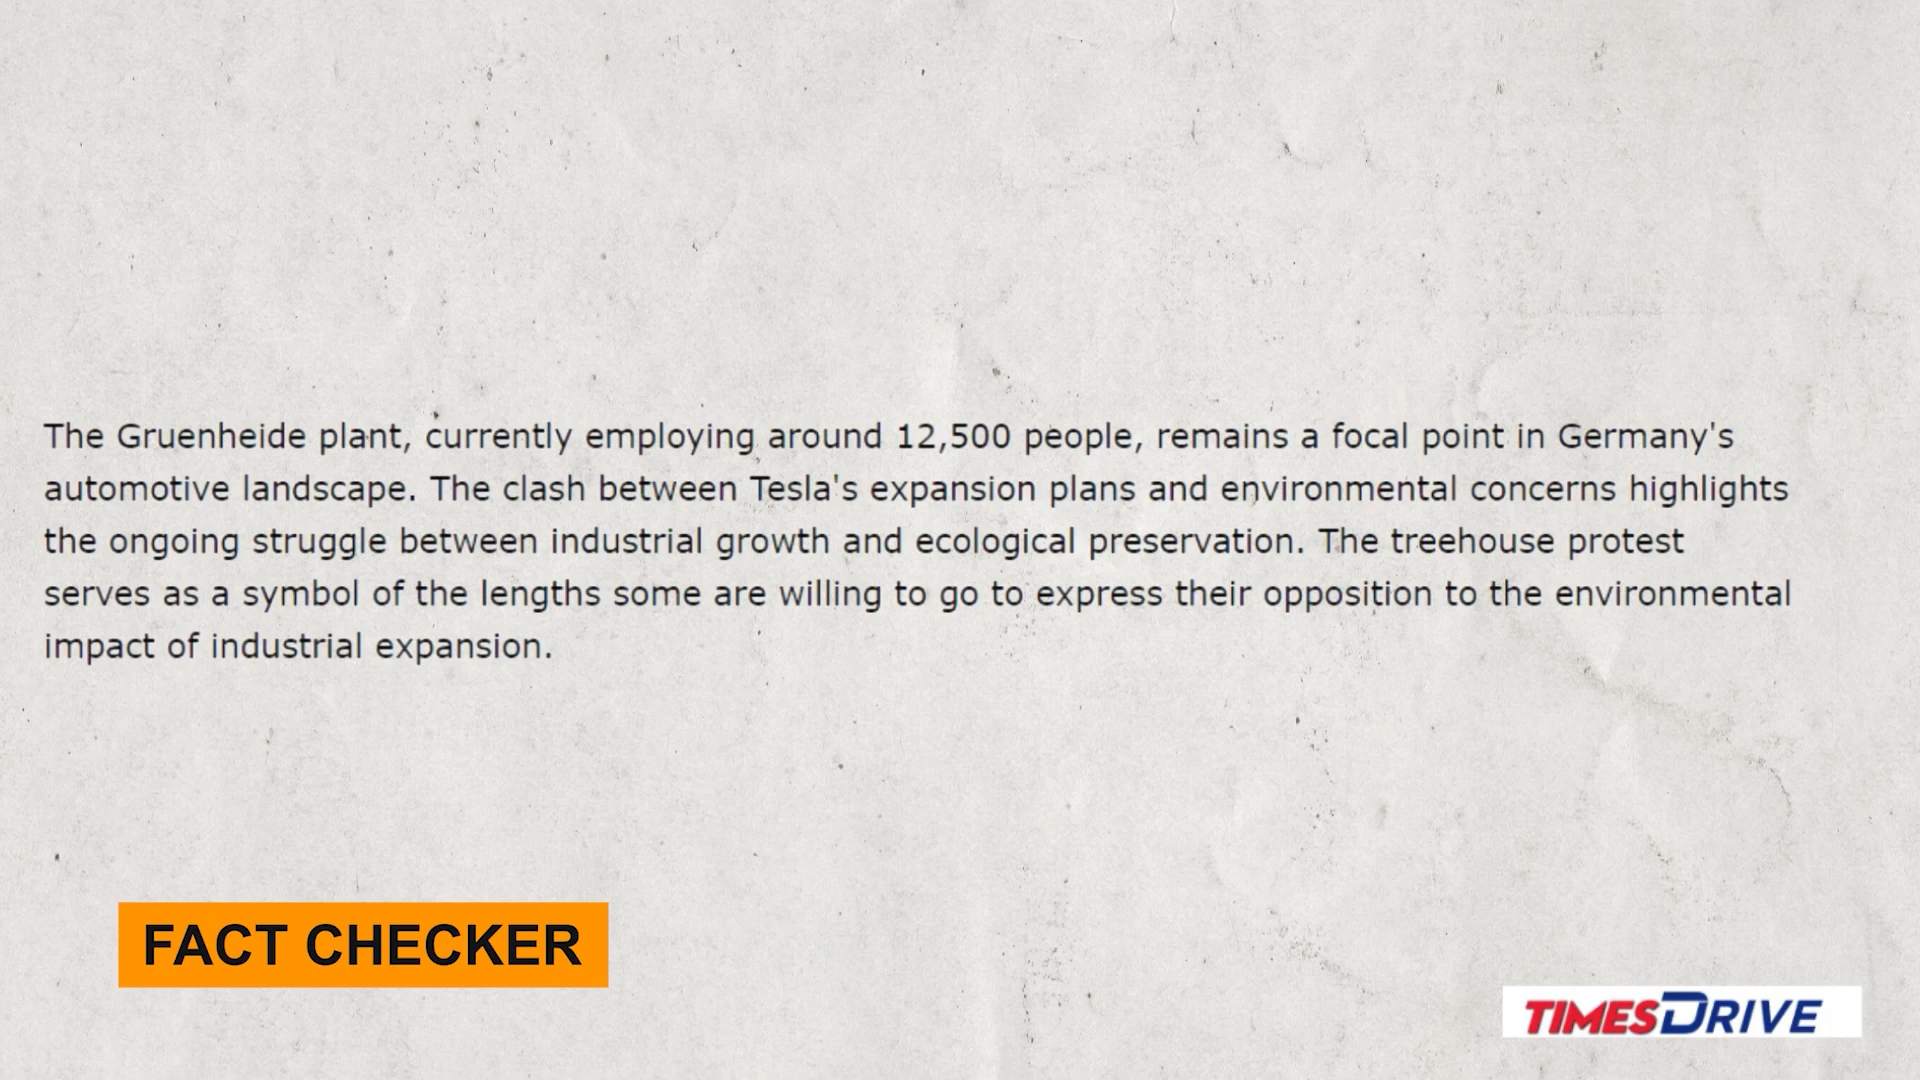 The Gruenheide plant, currently employing around 12,500 people, remains a focal point in Germany's
automotive landscape. The clash between Tesla's expansion plans and environmental concerns highlights
the ongoing struggle between industrial growth and ecological preservation. The treehouse protest
serves as a symbol of the lengths some are willing to go to express their opposition to the environmental
impact of industrial expansion.
FACT CHECKER
TIMESDRIVE